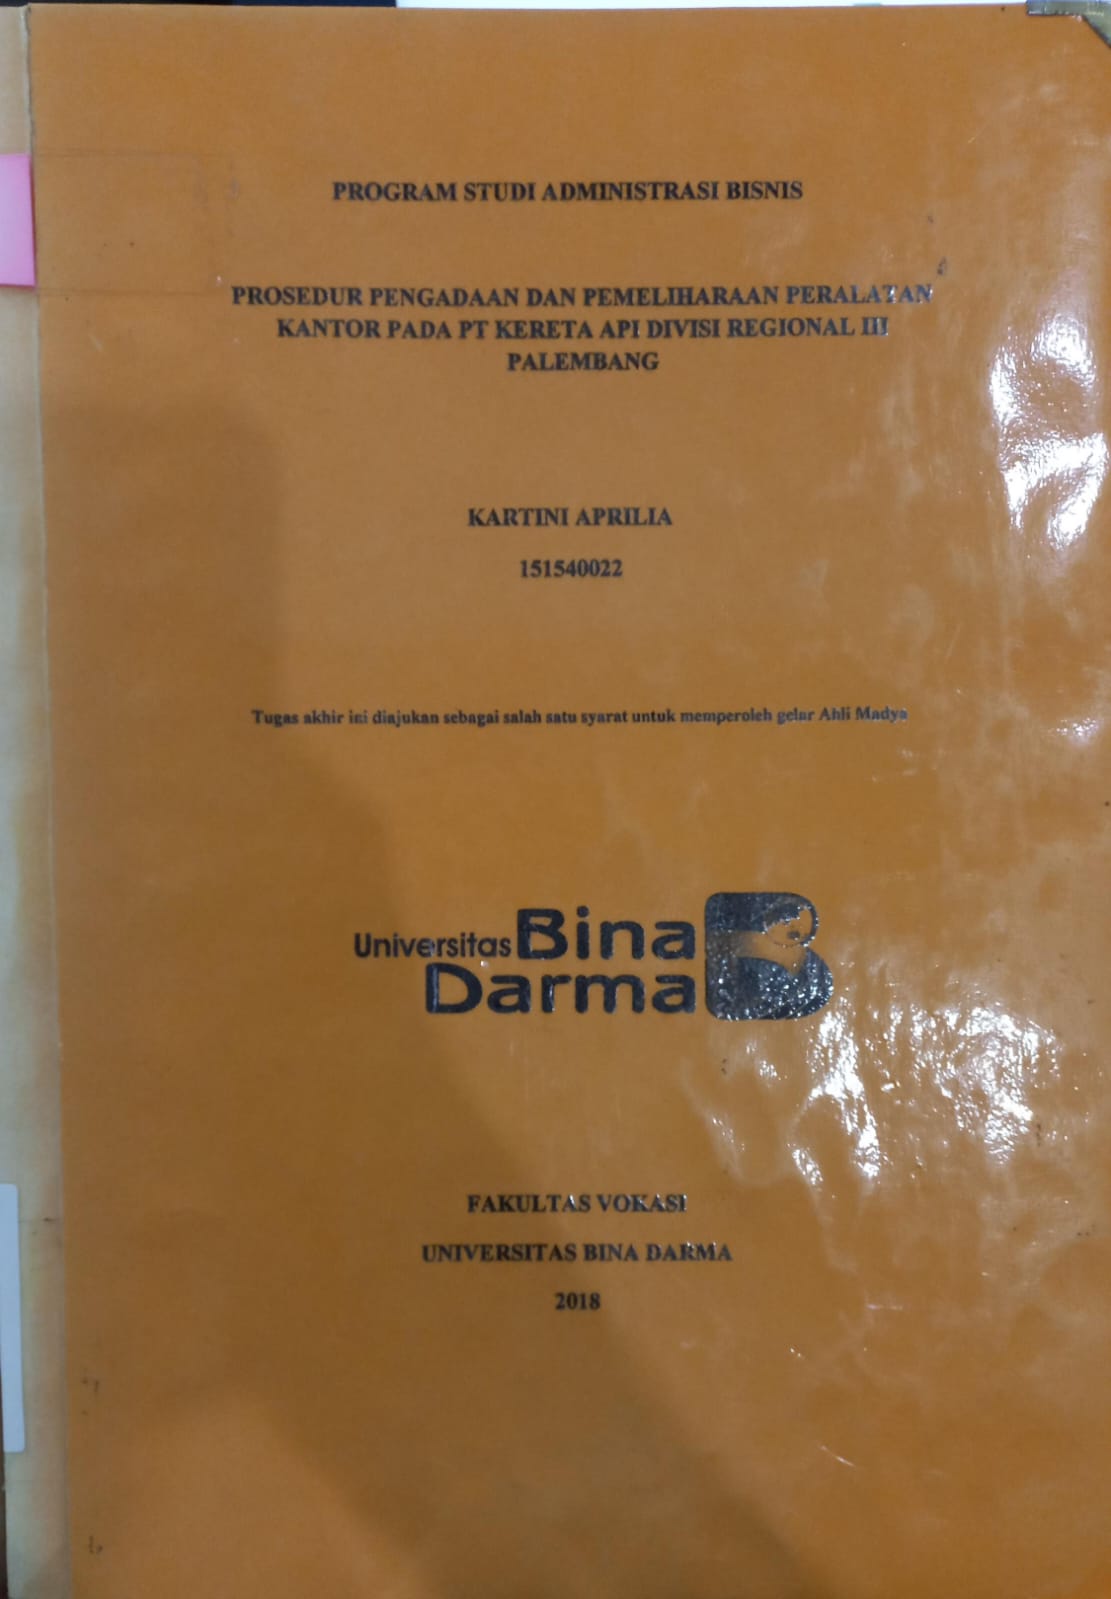 PROGRAM STUDI ADMINISTRASI BISNIS
PROSEDUR PENGADAAN DAN PEMELIHARAAN PERALATAN
KANTOR PADA PT KERETA API DIVISI REGIONAL III
PALEMBANG
KARTINI APRILIA
151540022
Tugas akhir ini diajukan sebagai salah satu syarat untuk memperoleh gelar Ahli Madya
Universitas Bina
Darma
FAKULTAS VOKASI
UNIVERSITAS BINA DARMA
2018